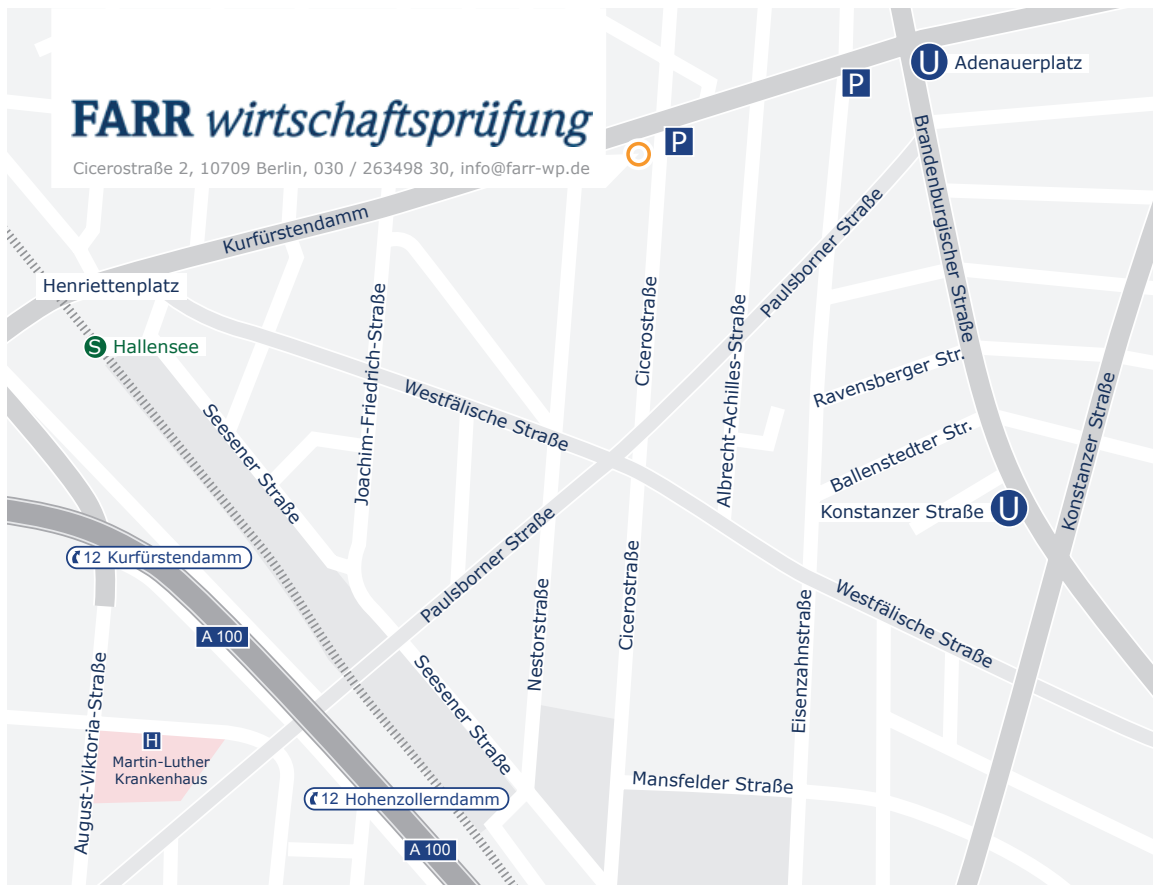 FARR wirtschaftsprüfung
Cicerostraße 2, 10709 Berlin, 030 / 263498 30, info@farr-wp.de
U
Adenauerplatz
P
P
Kurfürstendamm
Henriettenplatz
S
Hallensee
Brandenburgischer Straße
Paulsborner Straße
Joachim-Friedrich-Straße
Cicerostraße
Albrecht-Achilles-Straße
Ravensberger Str.
Westfälische Straße
Seesener Straße
Ballenstedter Str.
Konstanzer Straße
Konstanzer Straße
U
12 Kurfürstendamm
Paulsborner Straße
Nestorstraße
Cicerostraße
Eisenzahnstraße
Westfälische Straße
A 100
August-Viktoria-Straße
Seesener Straße
H
Martin-Luther
Krankenhaus
Mansfelder Straße
12 Hohenzollerndamm
A 100